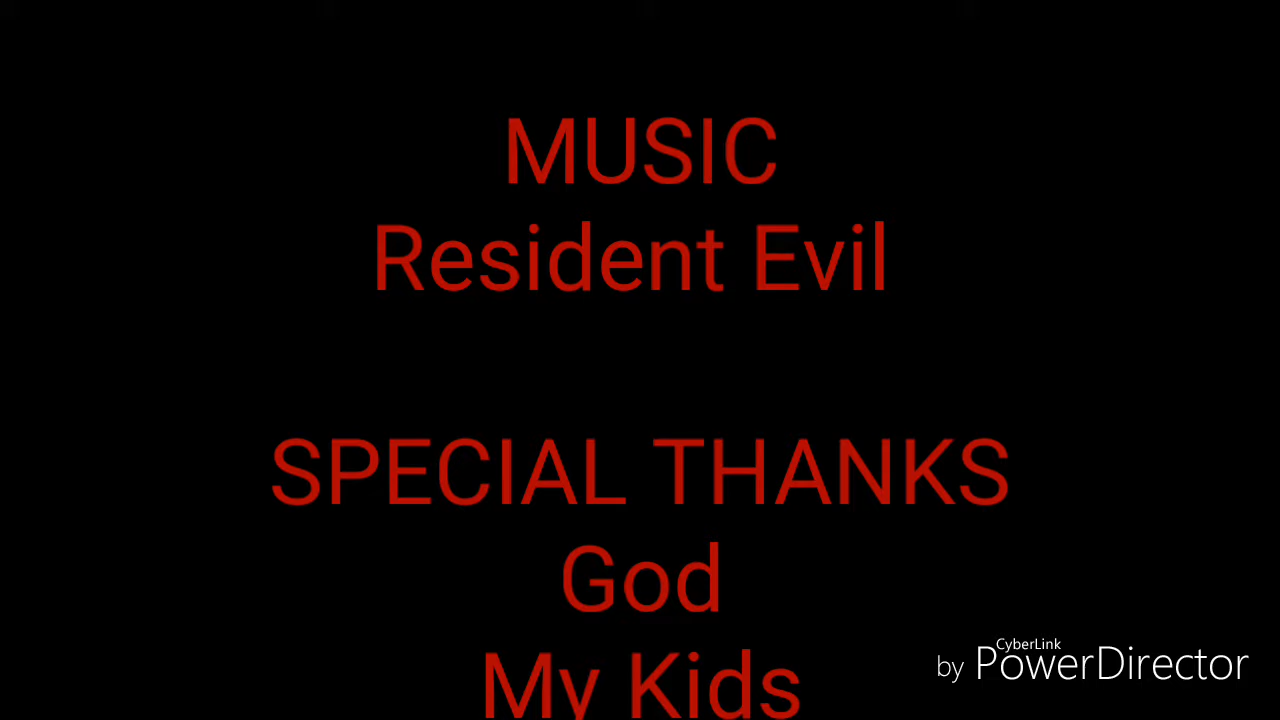 MUSIC
Resident Evil
SPECIAL THANKS
God
My Kids
CyberLink
by PowerDirector